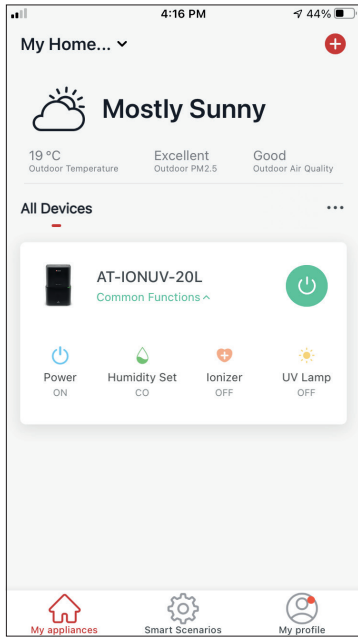 4:16 PM 44%
My Home...
Mostly Sunny
19 °C Excellent Good
Outdoor Temperature Outdoor PM2.5 Outdoor Air Quality
All Devices
AT-IONUV-20L
Common Functions
Power Humidity Set Ionizer UV Lamp
ON CO OFF OFF
My appliances Smart Scenarios My profile